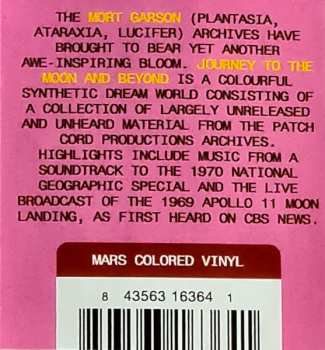 THE MORT GARSON (PLANTASIA,
ATARAXIA, LUCIFER) ARCHIVES HAVE
BROUGHT TO BEAR YET ANOTHER
AWE-INSPIRING BLOOM. JOURNEY TO THE
MOON AND BEYOND IS A COLOURFUL
SYNTHETIC DREAM WORLD CONSISTING OF
A COLLECTION OF LARGELY UNRELEASED
AND UNHEARD MATERIAL FROM THE PATCH
CORD PRODUCTIONS ARCHIVES.
HIGHLIGHTS INCLUDE MUSIC FROM A
SOUNDTRACK TO THE 1970 NATIONAL
GEOGRAPHIC SPECIAL AND THE LIVE
BROADCAST OF THE 1969 APOLLO 11 MOON
LANDING, AS FIRST HEARD ON CBS NEWS.
MARS COLORED VINYL
8 43563 16364 1